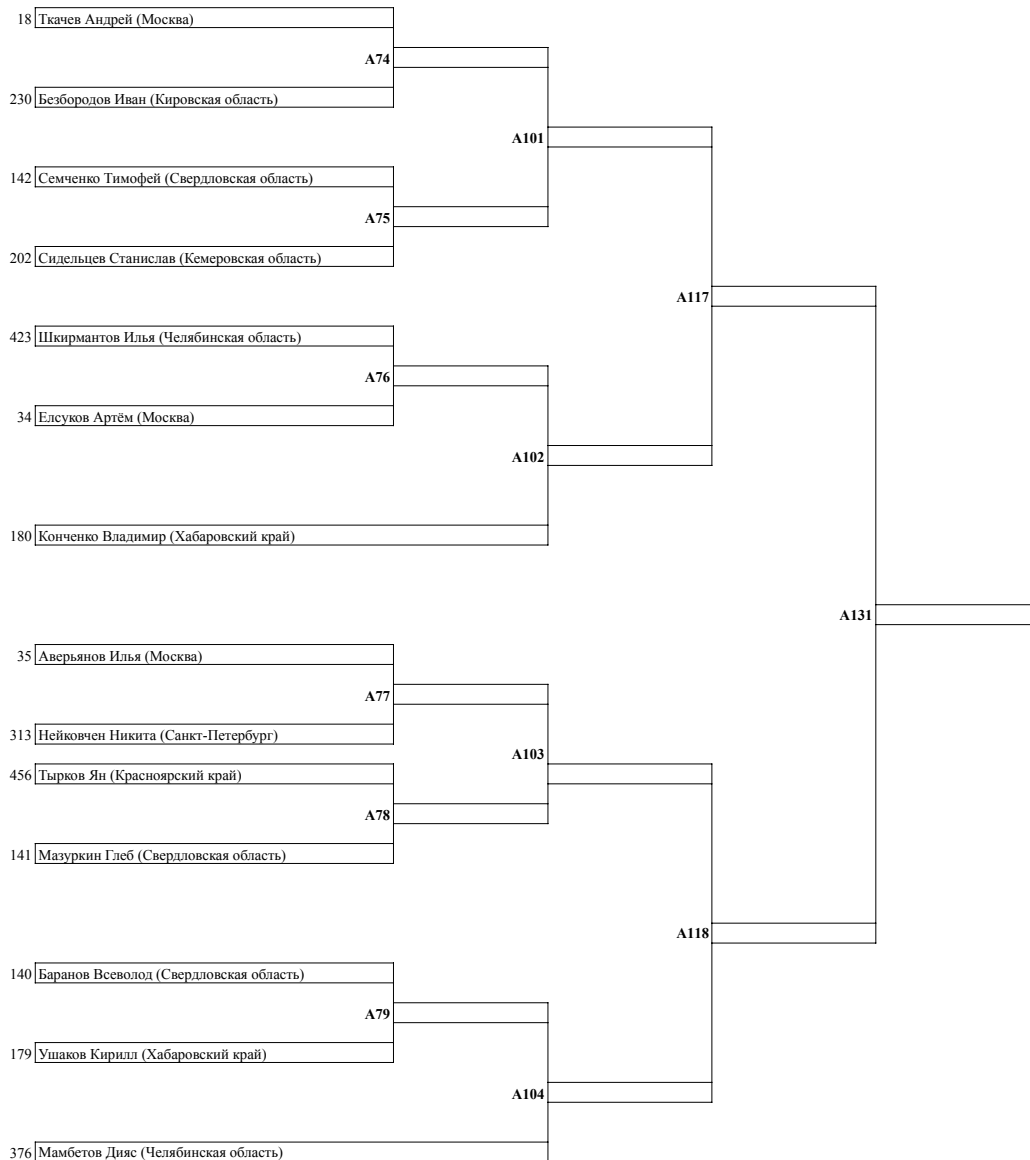 18 Ткачев Андрей (Москва)
A74
230 Безбородов Иван (Кировская область)
A101
142 Семченко Тимофей (Свердловская область)
A75
202 Сидельцев Станислав (Кемеровская область)
A117
423 Шкирмантов Илья (Челябинская область)
A76
34 Елсуков Артём (Москва)
A102
180 Конченко Владимир (Хабаровский край)
A131
35 Аверьянов Илья (Москва)
A77
313 Нейковчен Никита (Санкт-Петербург)
A103
456 Тырков Ян (Красноярский край)
A78
141 Мазуркин Глеб (Свердловская область)
A118
140 Баранов Всеволод (Свердловская область)
A79
179 Ушаков Кирилл (Хабаровский край)
A104
376 Мамбетов Дияс (Челябинская область)